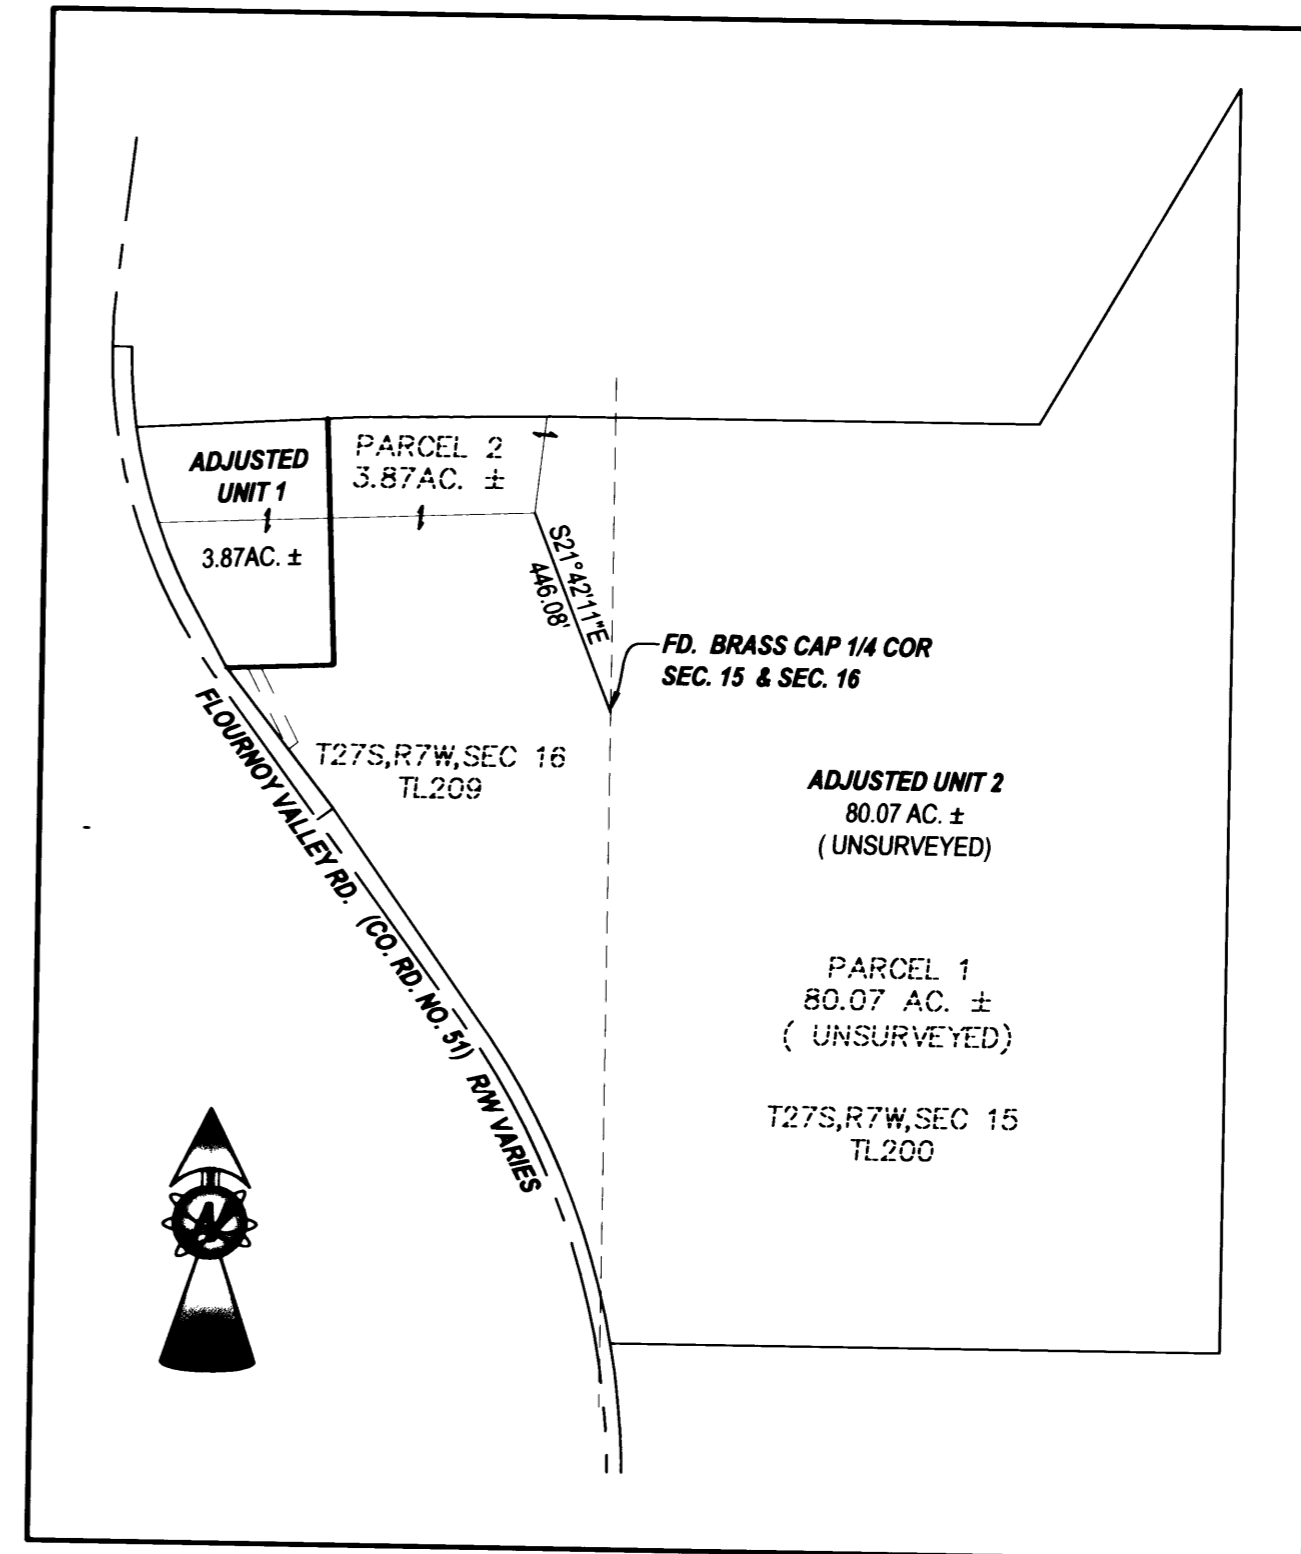 ADJUSTED
UNIT 1
3.87AC. ±
PARCEL 2
3.87AC. ±
S21°42'11"E
446.08'
FD. BRASS CAP 1/4 COR
SEC. 15 & SEC. 16
T27S,R7W,SEC 16
TL209
FLOURNOY VALLEY RD. (CO. RD. NO. 51) R/W VARIES
ADJUSTED UNIT 2
80.07 AC. ±
( UNSURVEYED)
PARCEL 1
80.07 AC. ±
( UNSURVEYED)
T27S,R7W,SEC 15
TL200